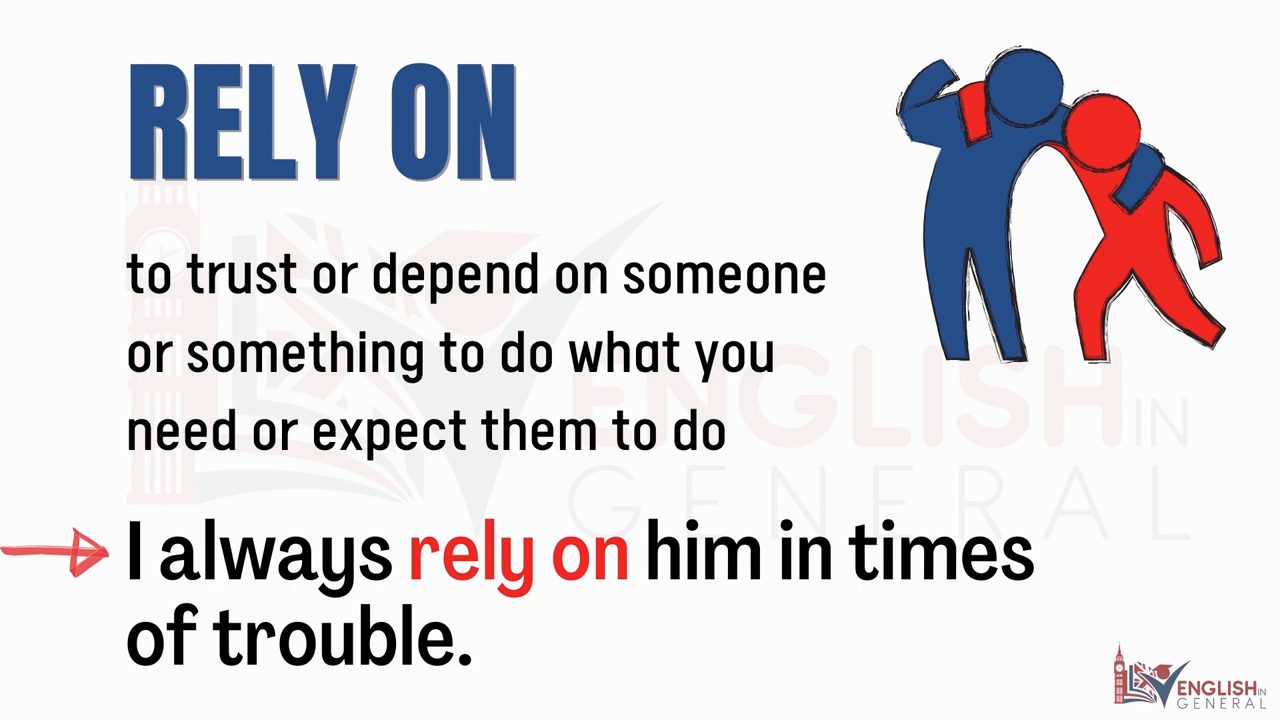 RELY ON
to trust or depend on someone
or something to do what you
need or expect them to do
I always rely on him in times
of trouble.
ENGLISH IN
GENERAL
ENGLISH IN
GENERAL